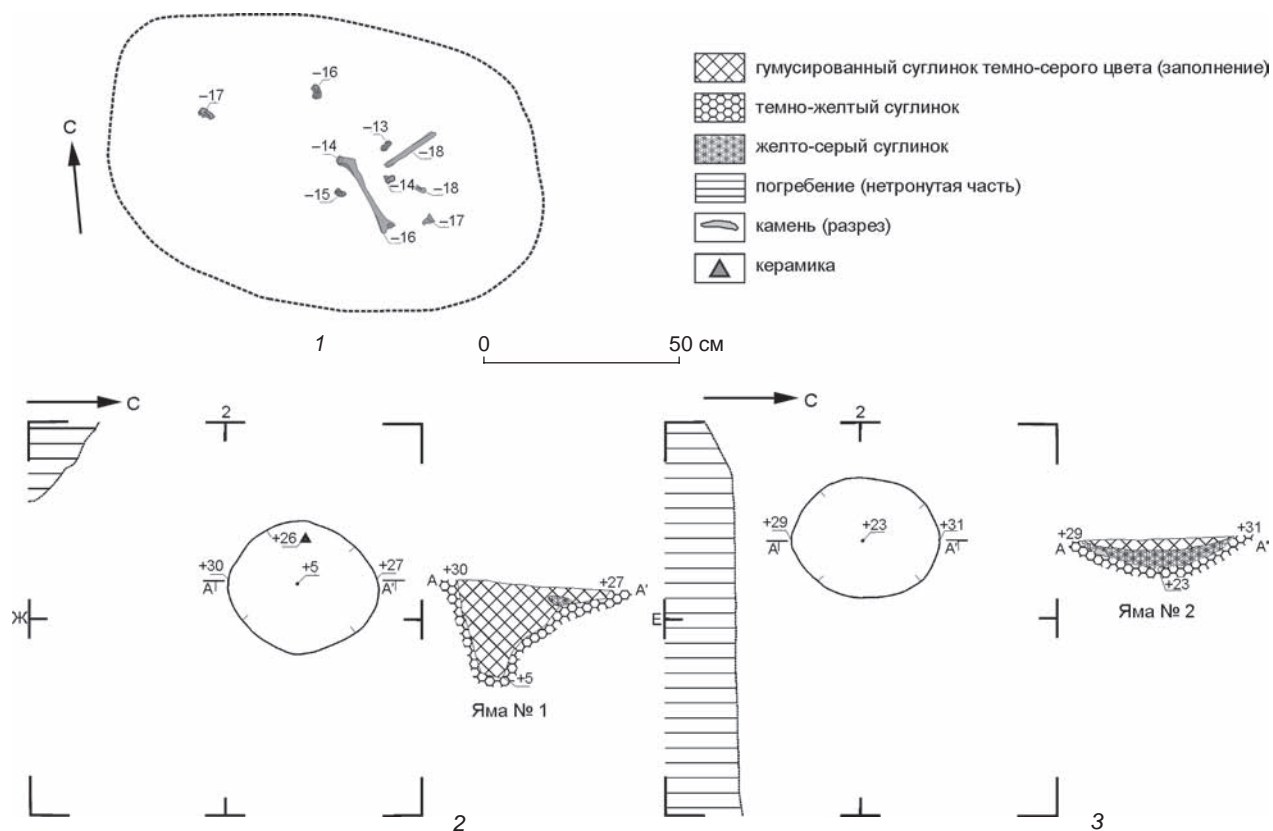 С
–17
–16
–13
–14
–18
–14
–15
–18
–17
–16
1
0 50 см
гумусированный суглинок темно-серого цвета (заполнение)
темно-желтый суглинок
желто-серый суглинок
погребение (нетронутая часть)
камень (разрез)
керамика
С
2
+26
+5
+30
А
+27
А'
Ж
+30
А
+27
А'
+5
Яма № 1
2
С
2
+29
А
+23
+31
А'
Е
+29
А
+31
А'
+23
Яма № 2
3